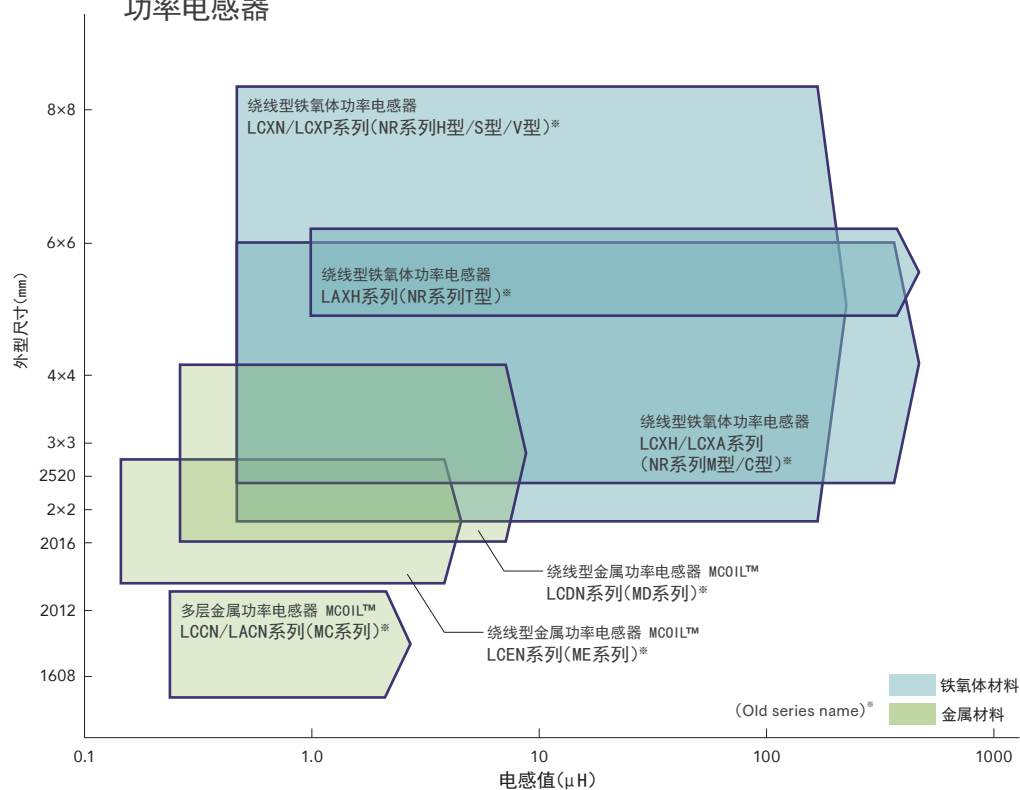 功率电感器
8×8
6×6
4×4
3×3
2520
2×2
2016
2012
1608
外型尺寸(mm)
绕线型铁氧体功率电感器
LCXN/LCXP系列(NR系列H型/S型/V型)※
绕线型铁氧体功率电感器
LAXH系列(NR系列T型)※
绕线型铁氧体功率电感器
LCXH/LCXA系列
(NR系列M型/C型)※
绕线型金属功率电感器 MCOIL™
LCDN系列(MD系列)※
多层金属功率电感器 MCOIL™
LCCN/LACN系列(MC系列)※
绕线型金属功率电感器 MCOIL™
LCEN系列(ME系列)※
铁氧体材料
(Old series name)※
金属材料
0.1
1.0
10
100
1000
电感值(μH)